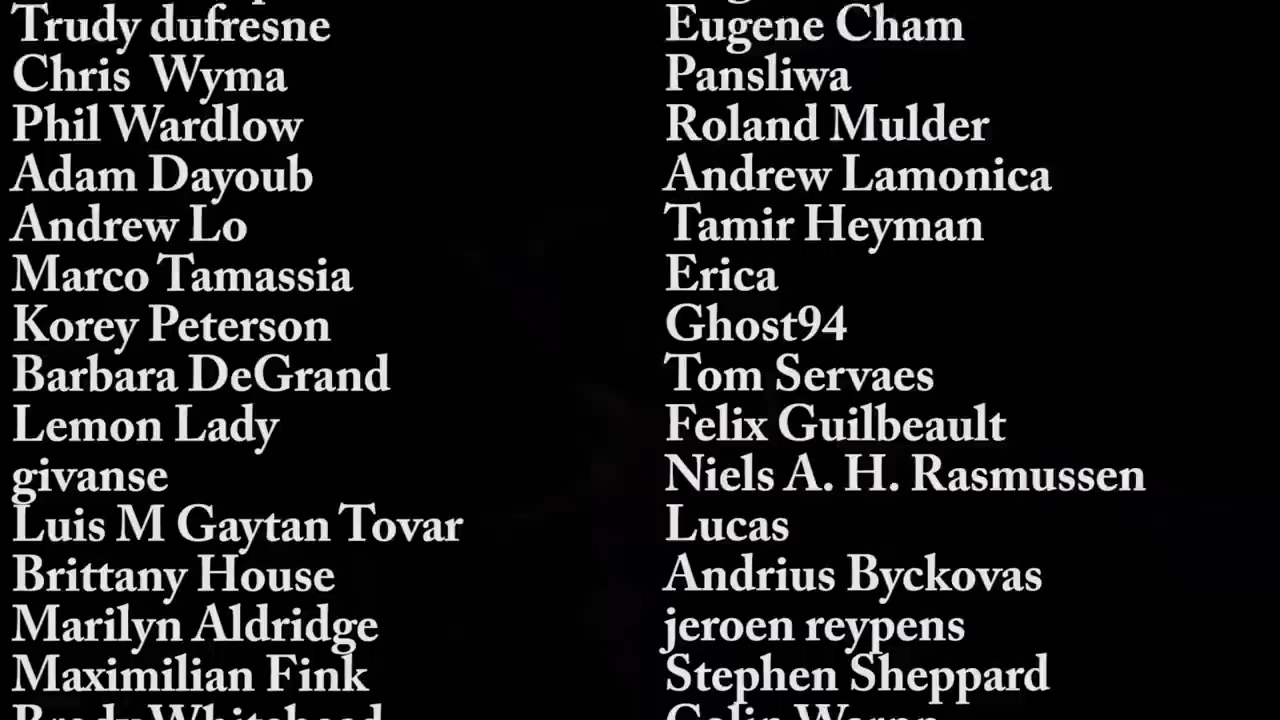 Trudy dufresne
Chris  Wyma
Phil Wardlow
Adam Dayoub
Andrew Lo
Marco Tamassia
Korey Peterson
Barbara DeGrand
Lemon Lady
givanse
Luis M Gaytan Tovar
Brittany House
Marilyn Aldridge
Maximilian Fink
Eugene Cham
Pansliwa
Roland Mulder
Andrew Lamonica
Tamir Heyman
Erica
Ghost94
Tom Servaes
Felix Guilbeault
Niels A. H. Rasmussen
Lucas
Andrius Byckovas
jeroen reypens
Stephen Sheppard